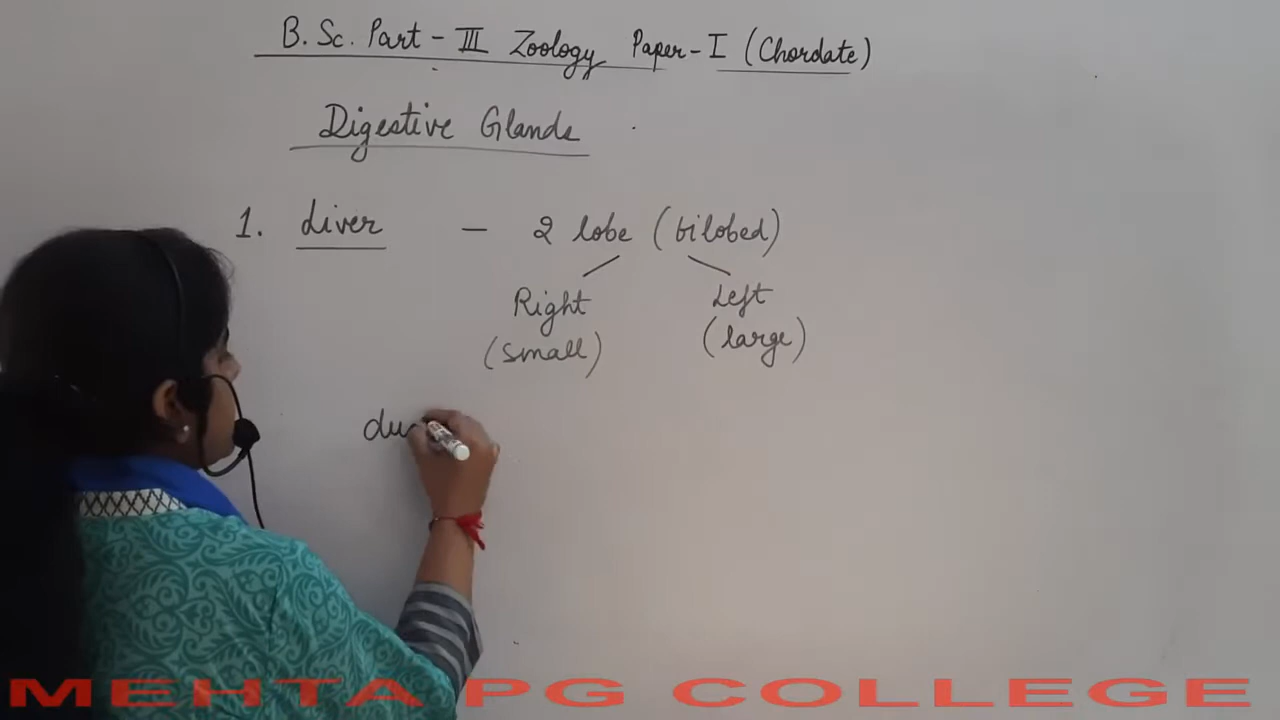 B. Sc. Part - III Zoology Paper - I (Chordate)
Digestive Glands
1. Liver - 2 lobe (bilobed)
Right Left
(small) (large)
du
MEHTA PG COLLEGE